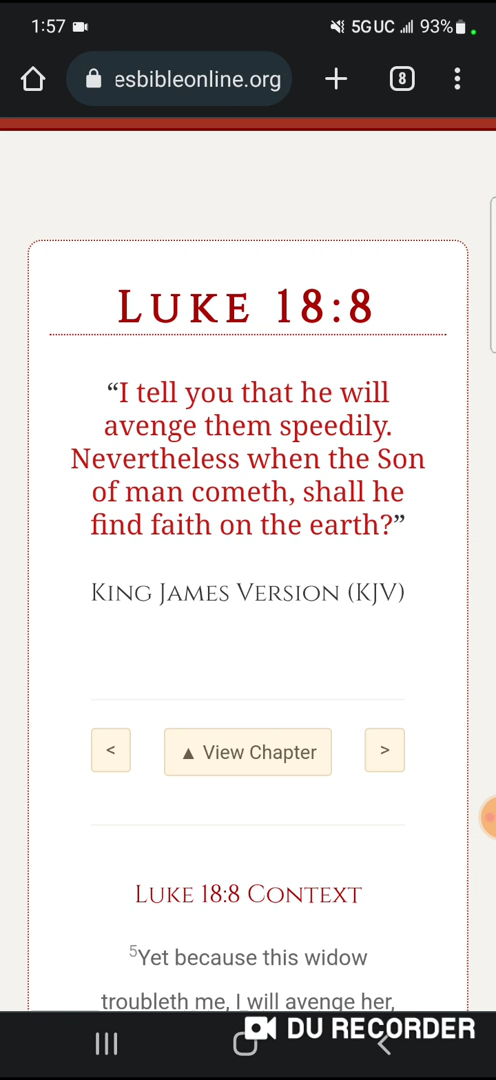 1:57 5GUC 93%
esbibleonline.org + 8
LUKE 18:8
“I tell you that he will
avenge them speedily.
Nevertheless when the Son
of man cometh, shall he
find faith on the earth?”
KING JAMES VERSION (KJV)
< ▲ View Chapter >
LUKE 18:8 CONTEXT
5Yet because this widow
troubleth me, I will avenge her,
DU RECORDER